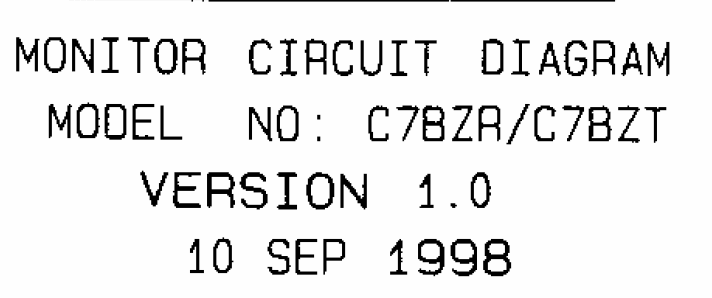 MONITOR CIRCUIT DIAGRAM
MODEL NO: C7BZR/C7BZT
VERSION 1.0
10 SEP 1998